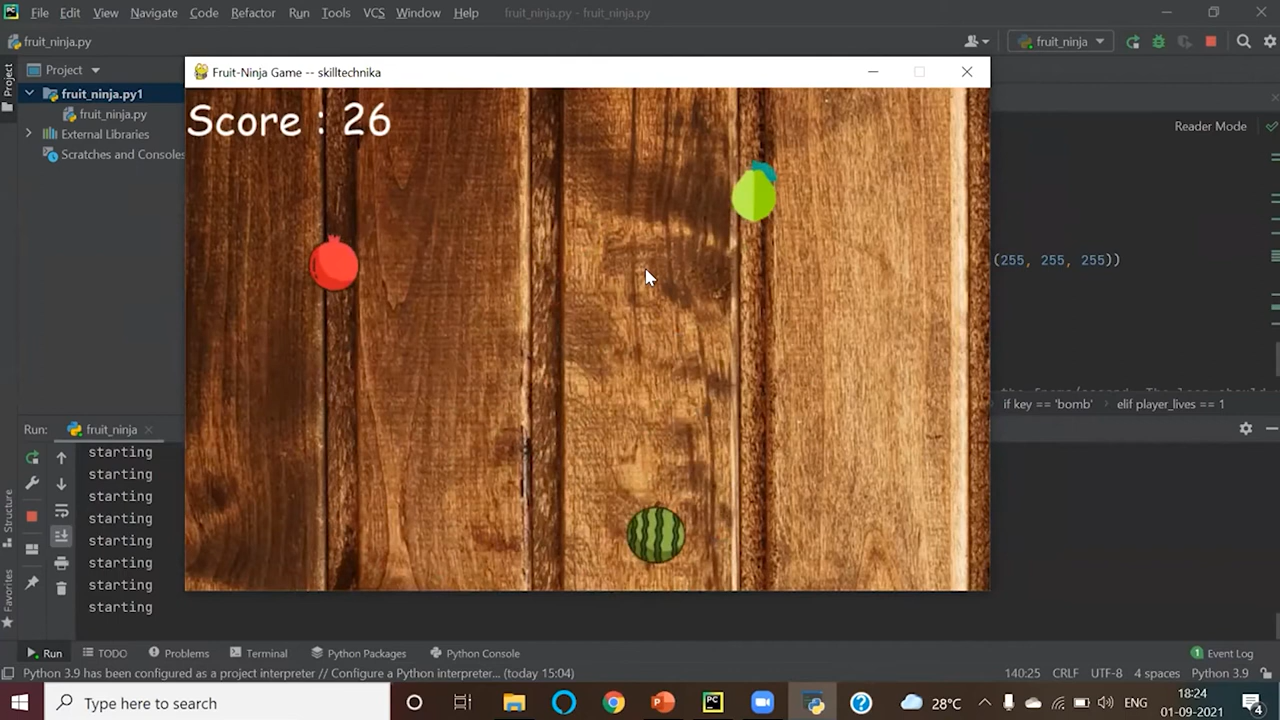 File Edit View Navigate Code Refactor Run Tools VCS Window Help fruit_ninja.py - fruit_ninja.py
fruit_ninja.py
fruit_ninja
Project
Project
fruit_ninja.py1
fruit_ninja.py
External Libraries
Scratches and Consoles
Fruit-Ninja Game -- skilltechnika
Score : 26
Reader Mode
(255, 255, 255))
if key == 'bomb'
elif player_lives == 1
Run: fruit_ninja
starting
starting
starting
starting
starting
starting
starting
starting
Structure
Favorites
Run TODO Problems Terminal Python Packages Python Console
1 Event Log
Python 3.9 has been configured as a project interpreter // Configure a Python interpreter... (today 15:04)
140:25 CRLF UTF-8 4 spaces Python 3.9
Type here to search
28°C
ENG
18:24
01-09-2021
4